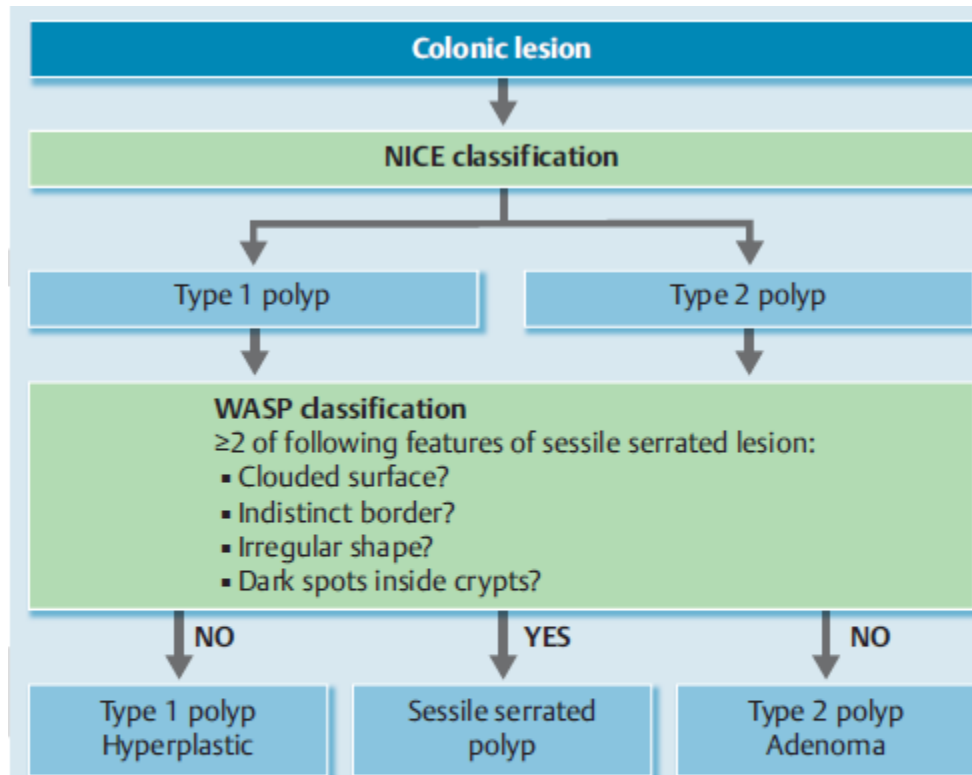 Colonic lesion
NICE classification
Type 1 polyp
Type 2 polyp
WASP classification
≥2 of following features of sessile serrated lesion:
▪ Clouded surface?
▪ Indistinct border?
▪ Irregular shape?
▪ Dark spots inside crypts?
NO
YES
NO
Type 1 polyp
Hyperplastic
Sessile serrated
polyp
Type 2 polyp
Adenoma